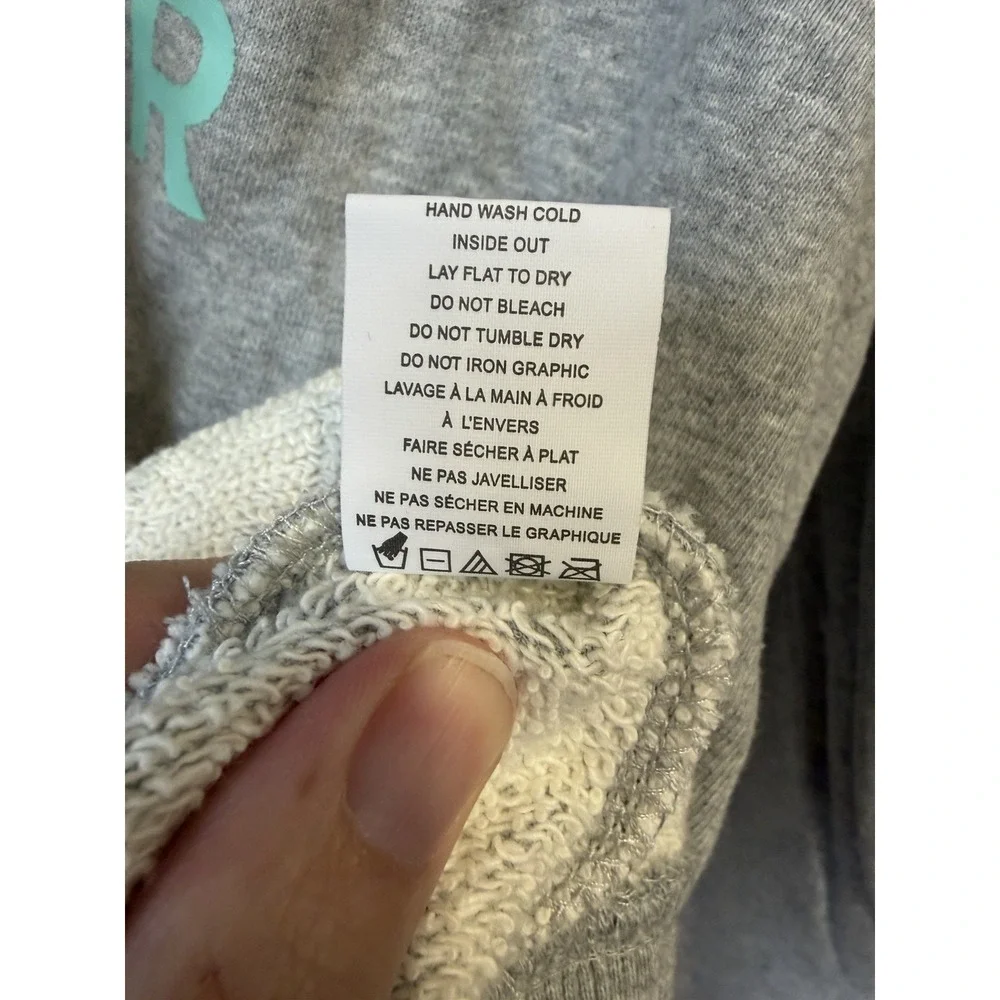 R
HAND WASH COLD
INSIDE OUT
LAY FLAT TO DRY
DO NOT BLEACH
DO NOT TUMBLE DRY
DO NOT IRON GRAPHIC
LAVAGE À LA MAIN À FROID
À L'ENVERS
FAIRE SÉCHER À PLAT
NE PAS JAVELLISER
NE PAS SÉCHER EN MACHINE
NE PAS REPASSER LE GRAPHIQUE